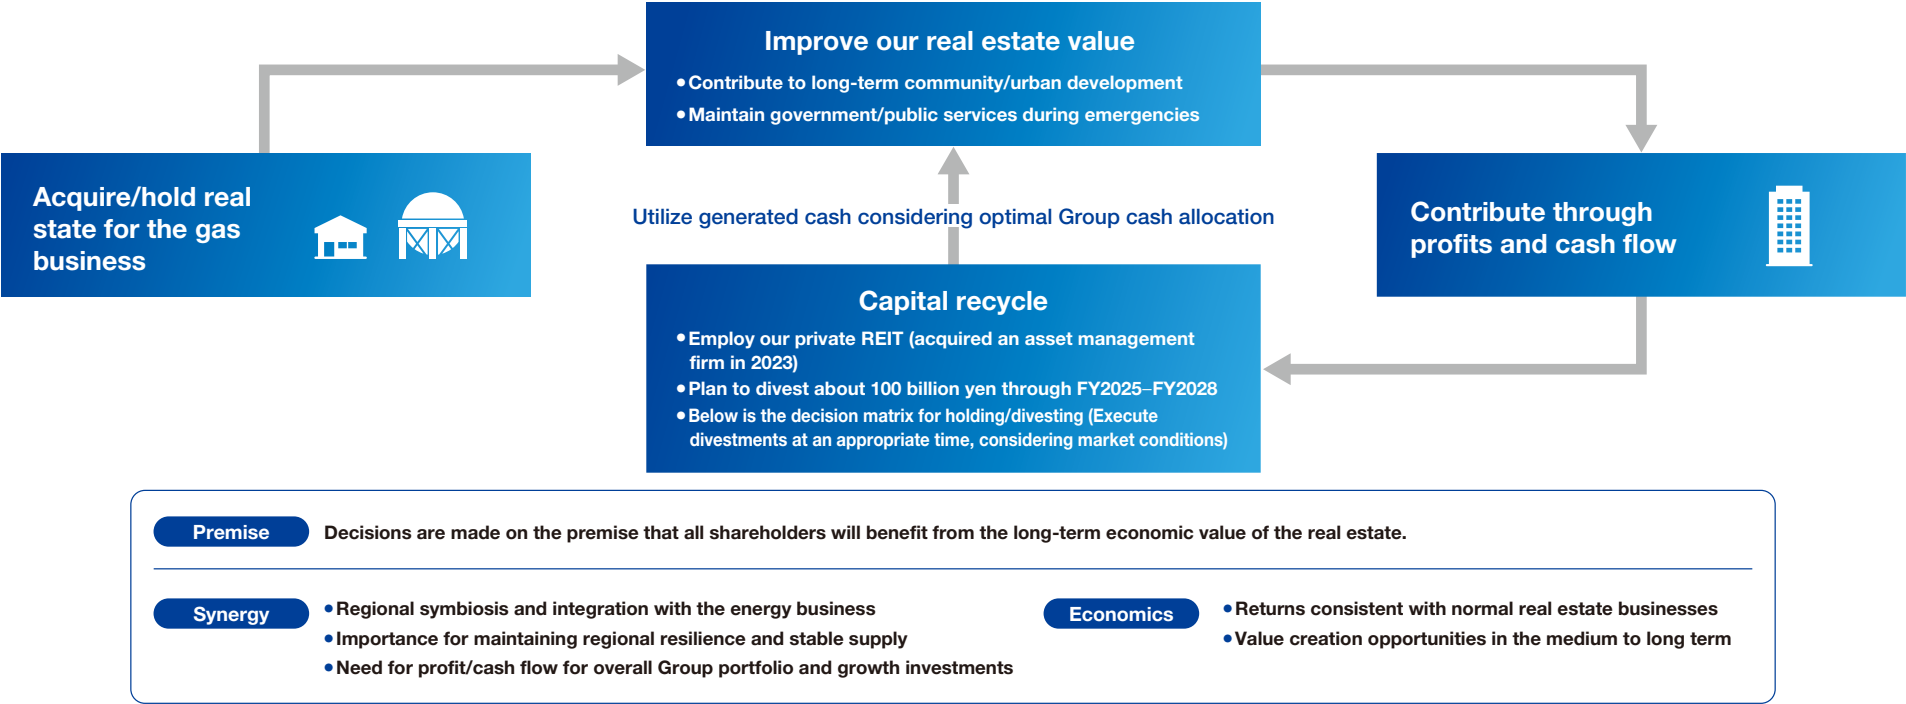 Improve our real estate value
•Contribute to long-term community/urban development
•Maintain government/public services during emergencies
Acquire/hold real
state for the gas
business
Contribute through
profits and cash flow
Utilize generated cash considering optimal Group cash allocation
Capital recycle
•Employ our private REIT (acquired an asset management
firm in 2023)
•Plan to divest about 100 billion yen through FY2025–FY2028
•Below is the decision matrix for holding/divesting (Execute
divestments at an appropriate time, considering market conditions)
Premise
Decisions are made on the premise that all shareholders will benefit from the long-term economic value of the real estate.
Synergy
•Regional symbiosis and integration with the energy business
•Importance for maintaining regional resilience and stable supply
•Need for profit/cash flow for overall Group portfolio and growth investments
Economics
•Returns consistent with normal real estate businesses
•Value creation opportunities in the medium to long term